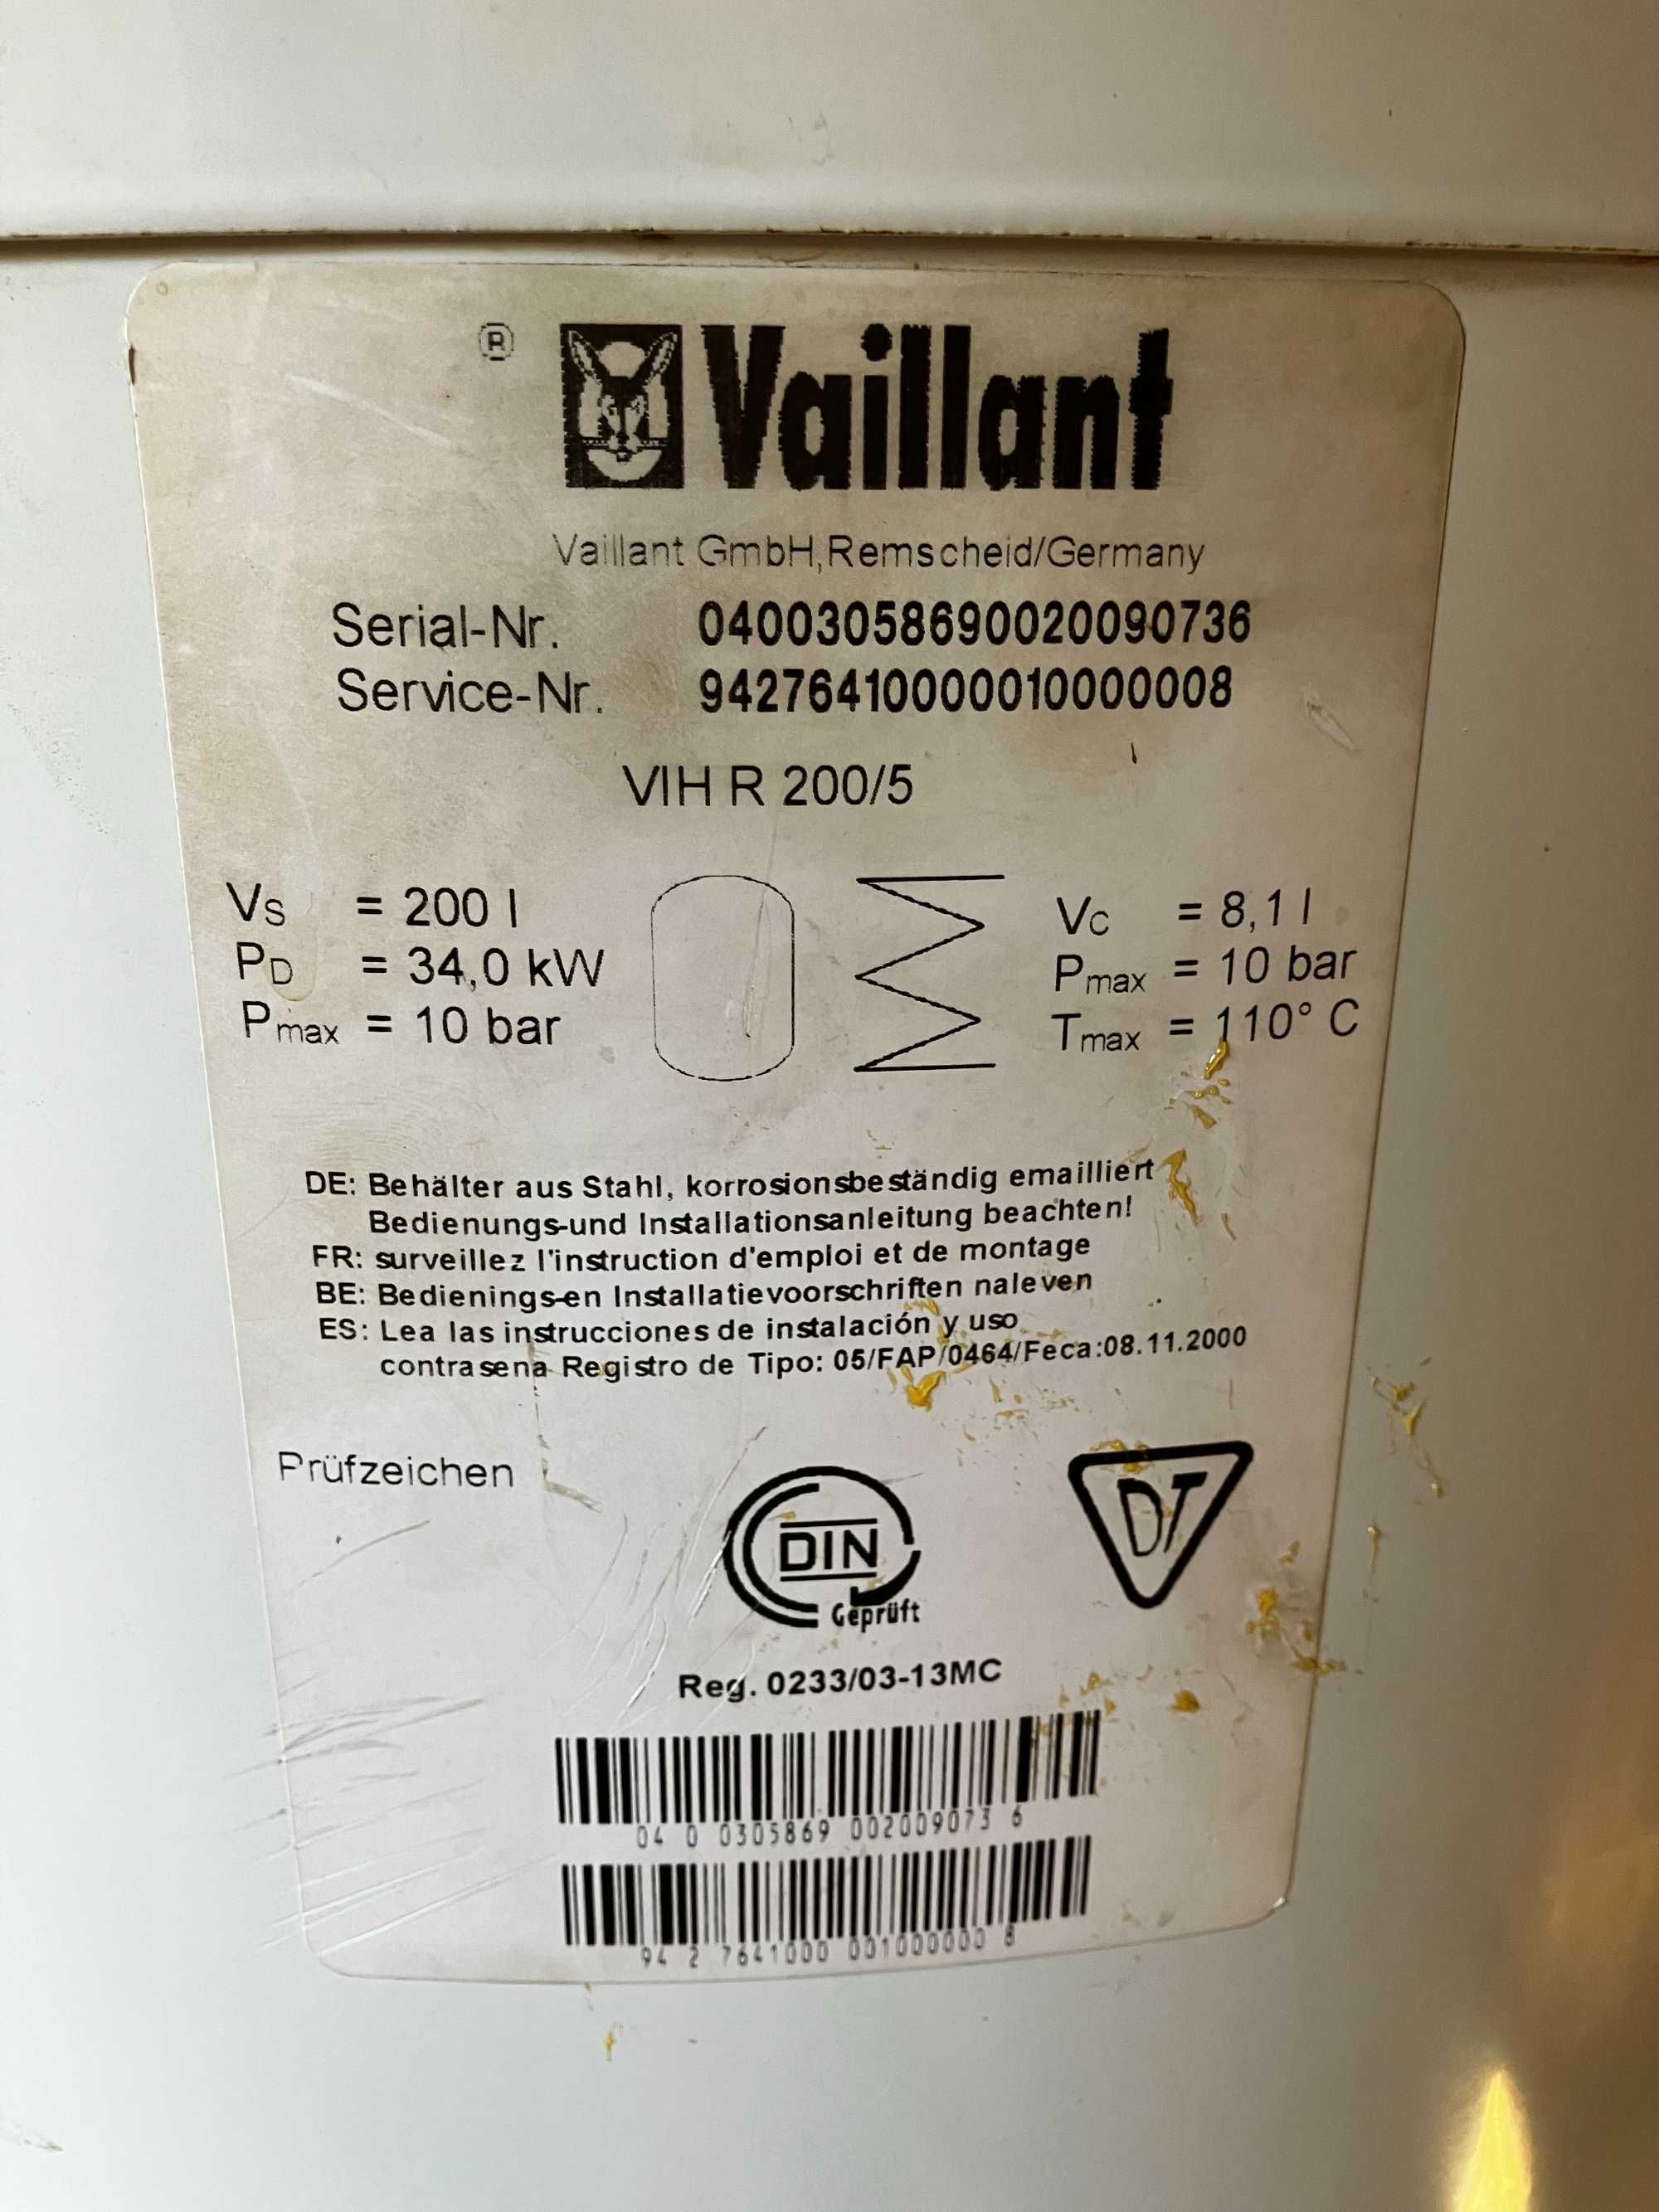 ® Vaillant
Vaillant GmbH,Remscheid/Germany
Serial-Nr. 04003058690020090736
Service-Nr. 94276410000010000008
VIH R 200/5
Vs = 200 l
PD = 34,0 kW
Pmax = 10 bar
Vc = 8,1 l
Pmax = 10 bar
Tmax = 110° C
DE: Behälter aus Stahl, korrosionsbeständig emailliert
Bedienungs-und Installationsanleitung beachten!
FR: surveillez l'instruction d'emploi et de montage
BE: Bedienings-en Installatievoorschriften naleven
ES: Lea las instrucciones de instalación y uso
contrasena Registro de Tipo: 05/FAP/0464/Feca:08.11.2000
Prüfzeichen
DIN
Geprüft
DT
Reg. 0233/03-13MC
04 0 0305869 002009073 6
94 2 7641000 001000000 8